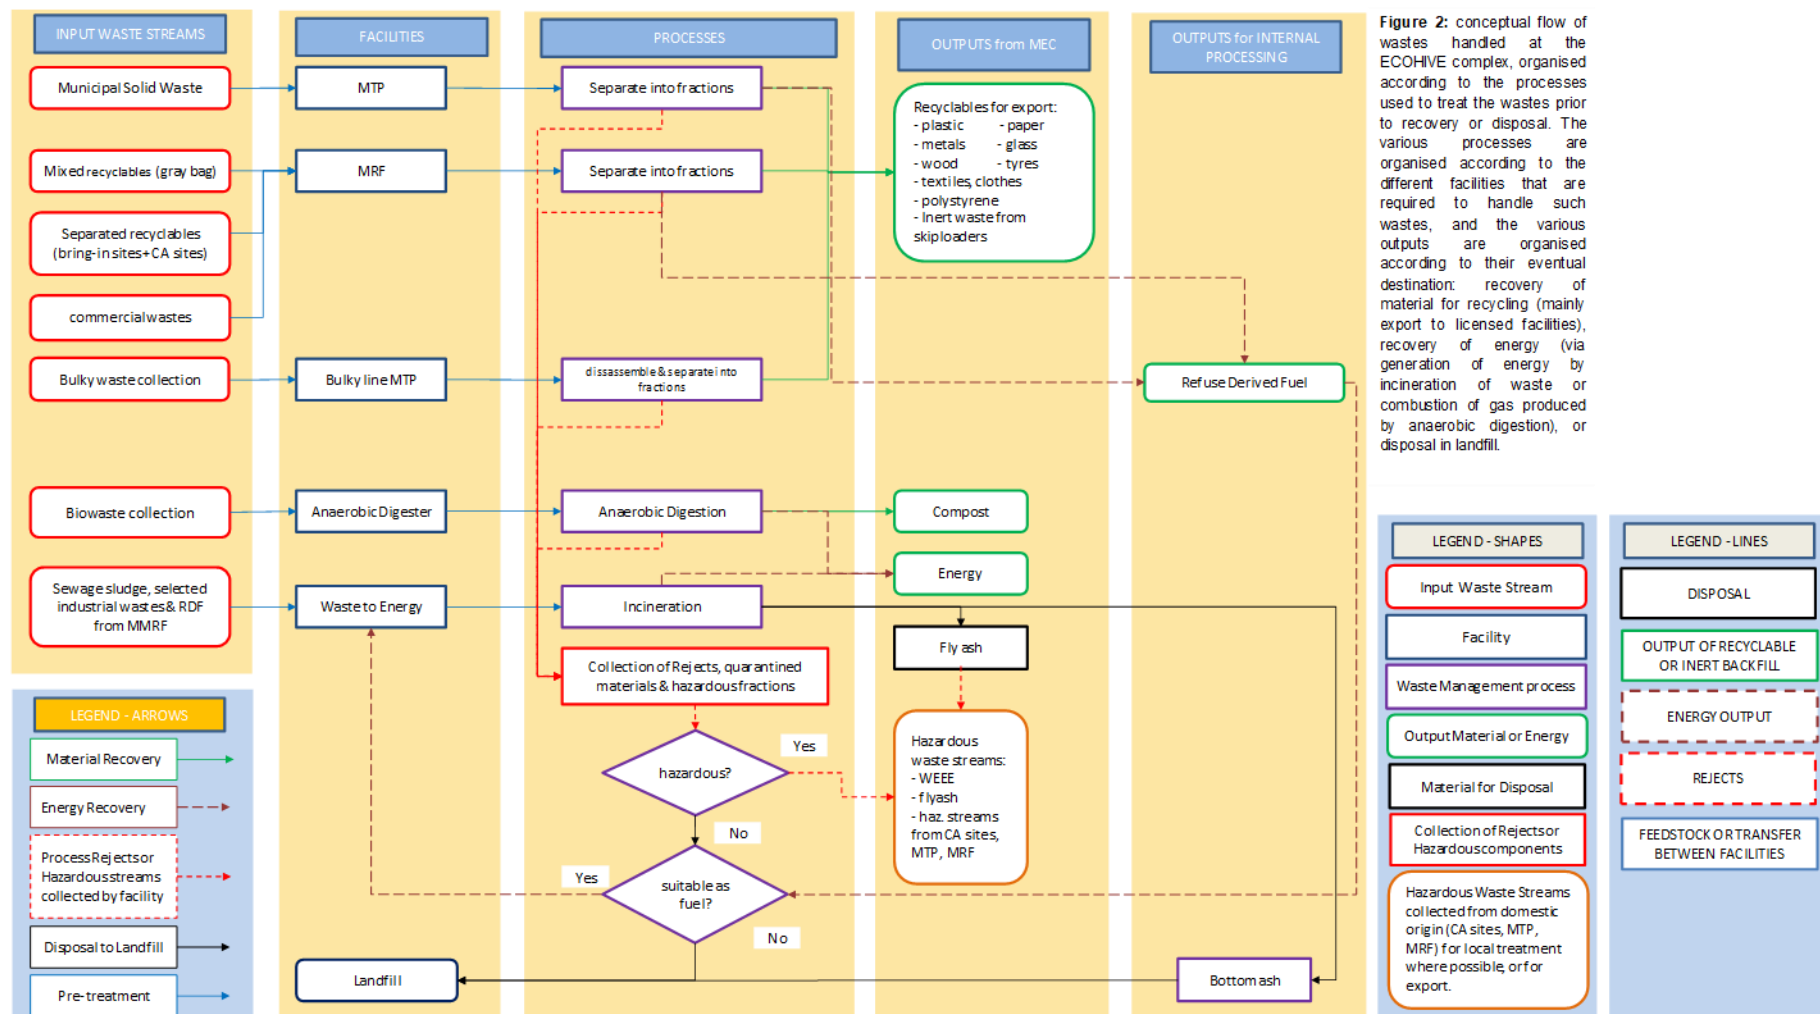 INPUT WASTE STREAMS
FACILITIES
PROCESSES
OUTPUTS from MEC
OUTPUTS for INTERNAL
PROCESSING
Municipal Solid Waste
MTP
Separate into fractions
Mixed recyclables (gray bag)
MRF
Separate into fractions
Separated recyclables
(bring-in sites+ CA sites)
commercial wastes
Recyclables for export:
- plastic - paper
- metals - glass
- wood - tyres
- textiles, clothes
- polystyrene
- Inert waste from
skiploaders
Bulky waste collection
Bulky line MTP
dissassemble & separate into
fractions
Refuse Derived Fuel
Biowaste collection
Anaerobic Digester
Anaerobic Digestion
Compost
Energy
Sewage sludge, selected
industrial wastes & RDF
from MMRF
Waste to Energy
Incineration
Fly ash
Collection of Rejects, quarantined
materials & hazardous fractions
hazardous?
Yes
No
Hazardous
waste streams:
- WEEE
- flyash
- haz. streams
from CA sites,
MTP, MRF
Yes
suitable as
fuel?
No
Landfill
Bottom ash
LEGEND - ARROWS
Material Recovery
Energy Recovery
Process Rejects or
Hazardous streams
collected by facility
Disposal to Landfill
Pre-treatment
Figure 2: conceptual flow of
wastes handled at the
ECOHIVE complex, organised
according to the processes
used to treat the wastes prior
to recovery or disposal. The
various processes are
organised according to the
different facilities that are
required to handle such
wastes, and the various
outputs are organised
according to their eventual
destination: recovery of
material for recycling (mainly
export to licensed facilities),
recovery of energy (via
generation of energy by
incineration of waste or
combustion of gas produced
by anaerobic digestion), or
disposal in landfill.
LEGEND - SHAPES
Input Waste Stream
Facility
Waste Management process
Output Material or Energy
Material for Disposal
Collection of Rejects or
Hazardous components
Hazardous Waste Streams
collected from domestic
origin (CA sites, MTP,
MRF) for local treatment
where possible, or for
export.
LEGEND - LINES
DISPOSAL
OUTPUT OF RECYCLABLE
OR INERT BACKFILL
ENERGY OUTPUT
REJECTS
FEEDSTOCK OR TRANSFER
BETWEEN FACILITIES